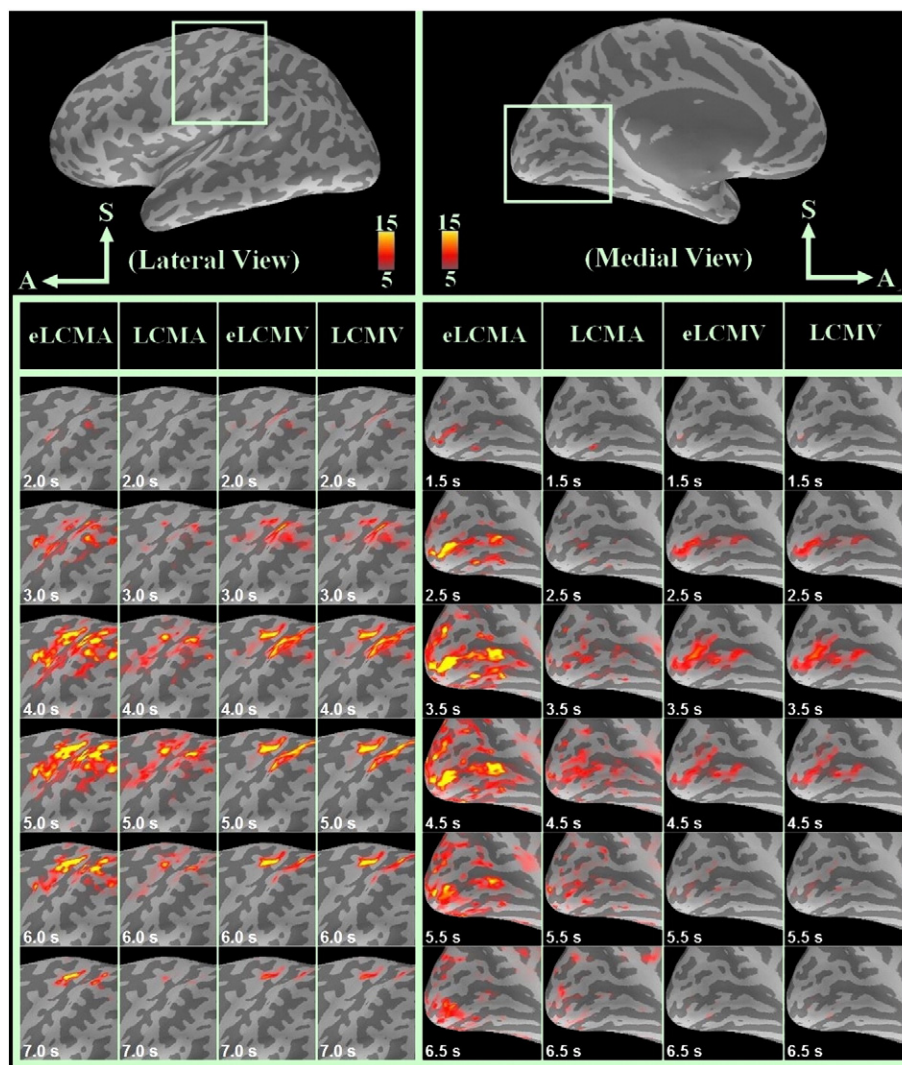 S
A
(Lateral View)
15
5
15
5
(Medial View)
S
A
eLCMA LCMA eLCMV LCMV eLCMA LCMA eLCMV LCMV
2.0 s 2.0 s 2.0 s 2.0 s 1.5 s 1.5 s 1.5 s 1.5 s
3.0 s 3.0 s 3.0 s 3.0 s 2.5 s 2.5 s 2.5 s 2.5 s
4.0 s 4.0 s 4.0 s 4.0 s 3.5 s 3.5 s 3.5 s 3.5 s
5.0 s 5.0 s 5.0 s 5.0 s 4.5 s 4.5 s 4.5 s 4.5 s
6.0 s 6.0 s 6.0 s 6.0 s 5.5 s 5.5 s 5.5 s 5.5 s
7.0 s 7.0 s 7.0 s 7.0 s 6.5 s 6.5 s 6.5 s 6.5 s